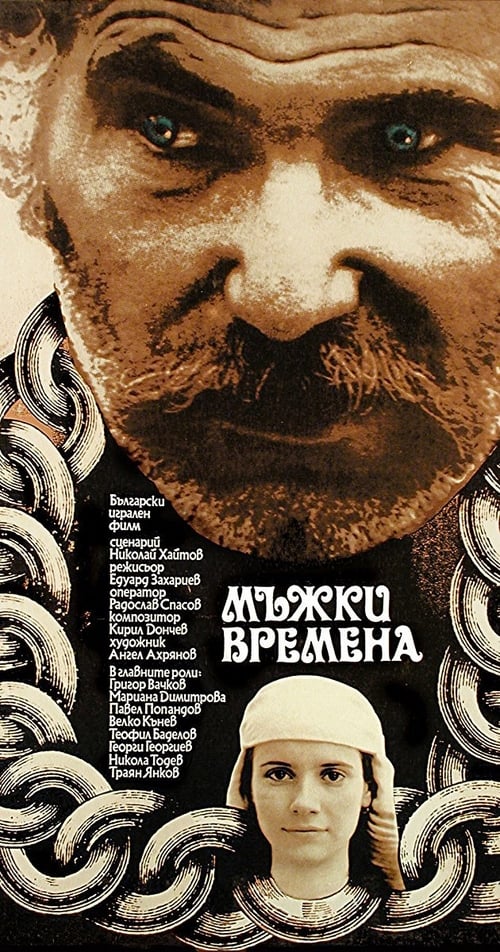 Български
игрален
филм
сценарий
Николай Хайтов
режисьор
Едуард Захариев
оператор
Радослав Спасов
композитор
Кирил Дончев
художник
Ангел Ахрянов
В главните роли:
Григор Вачков
Мариана Димитрова
Павел Попандов
Велко Кънев
Теофил Баделов
Георги Георгиев
Никола Тодев
Траян Янков
МЪЖКИ
ВРЕМЕНА